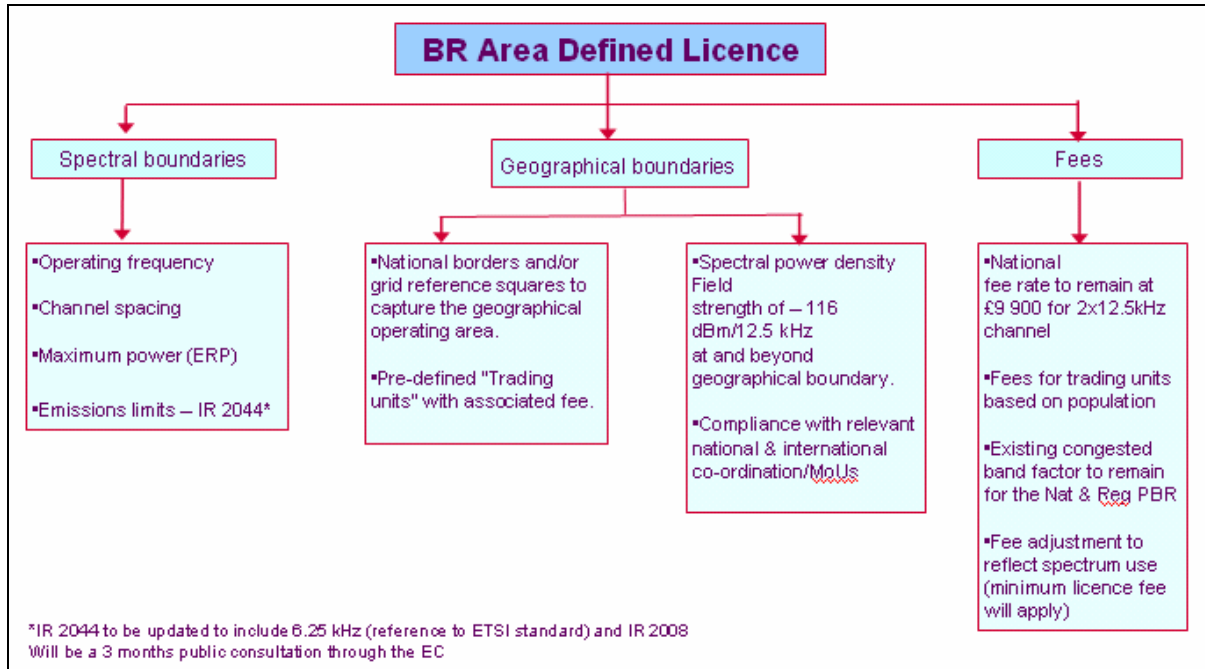 BR Area Defined Licence
Spectral boundaries
▪Operating frequency
▪Channel spacing
▪Maximum power (ERP)
▪Emissions limits – IR 2044*
Geographical boundaries
▪National borders and/or
grid reference squares to
capture the geographical
operating area.
▪Pre-defined "Trading
units" with associated fee.
▪Spectral power density
Field
strength of – 116
dBm/12.5 kHz
at and beyond
geographical boundary.
▪Compliance with relevant
national & international
co-ordination/MoUs
Fees
▪National
fee rate to remain at
£9 900 for 2x12.5kHz
channel
▪Fees for trading units
based on population
▪Existing congested
band factor to remain
for the Nat & Reg PBR
▪Fee adjustment to
reflect spectrum use
(minimum licence fee
will apply)
*IR 2044 to be updated to include 6.25 kHz (reference to ETSI standard) and IR 2008
Will be a 3 months public consultation through the EC